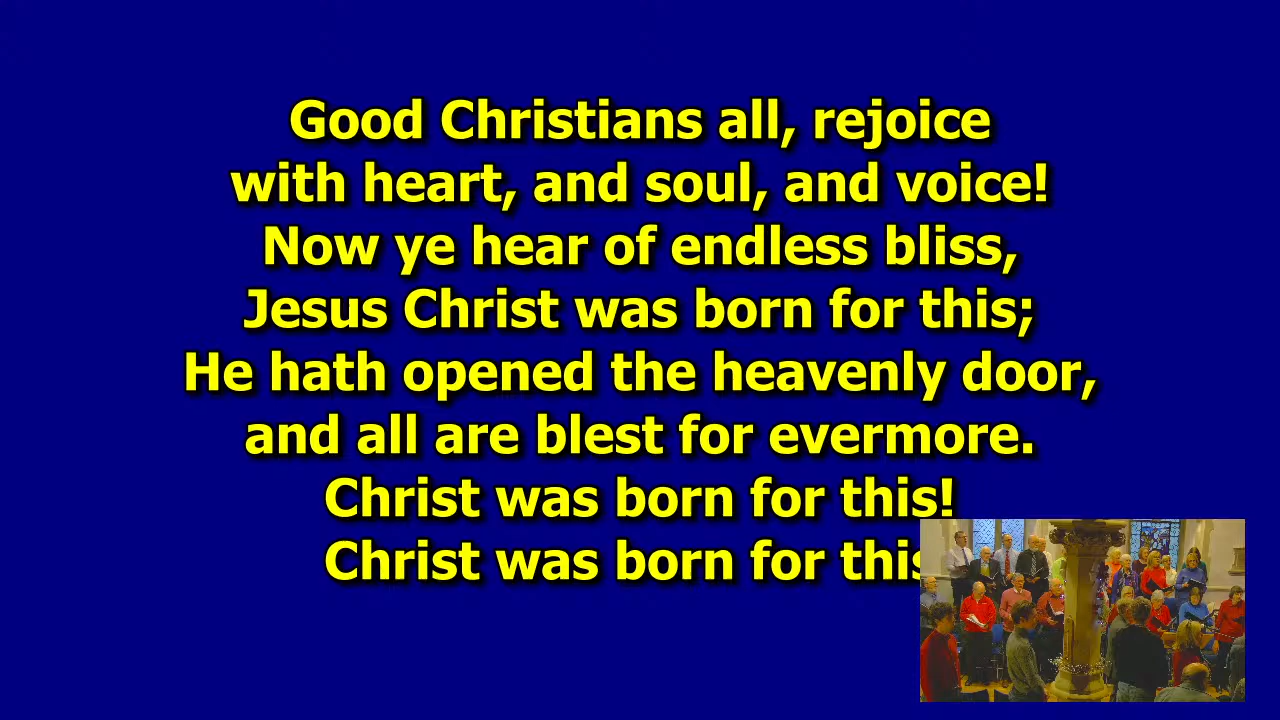 Good Christians all, rejoice
with heart, and soul, and voice!
Now ye hear of endless bliss,
Jesus Christ was born for this;
He hath opened the heavenly door,
and all are blest for evermore.
Christ was born for this!
Christ was born for this